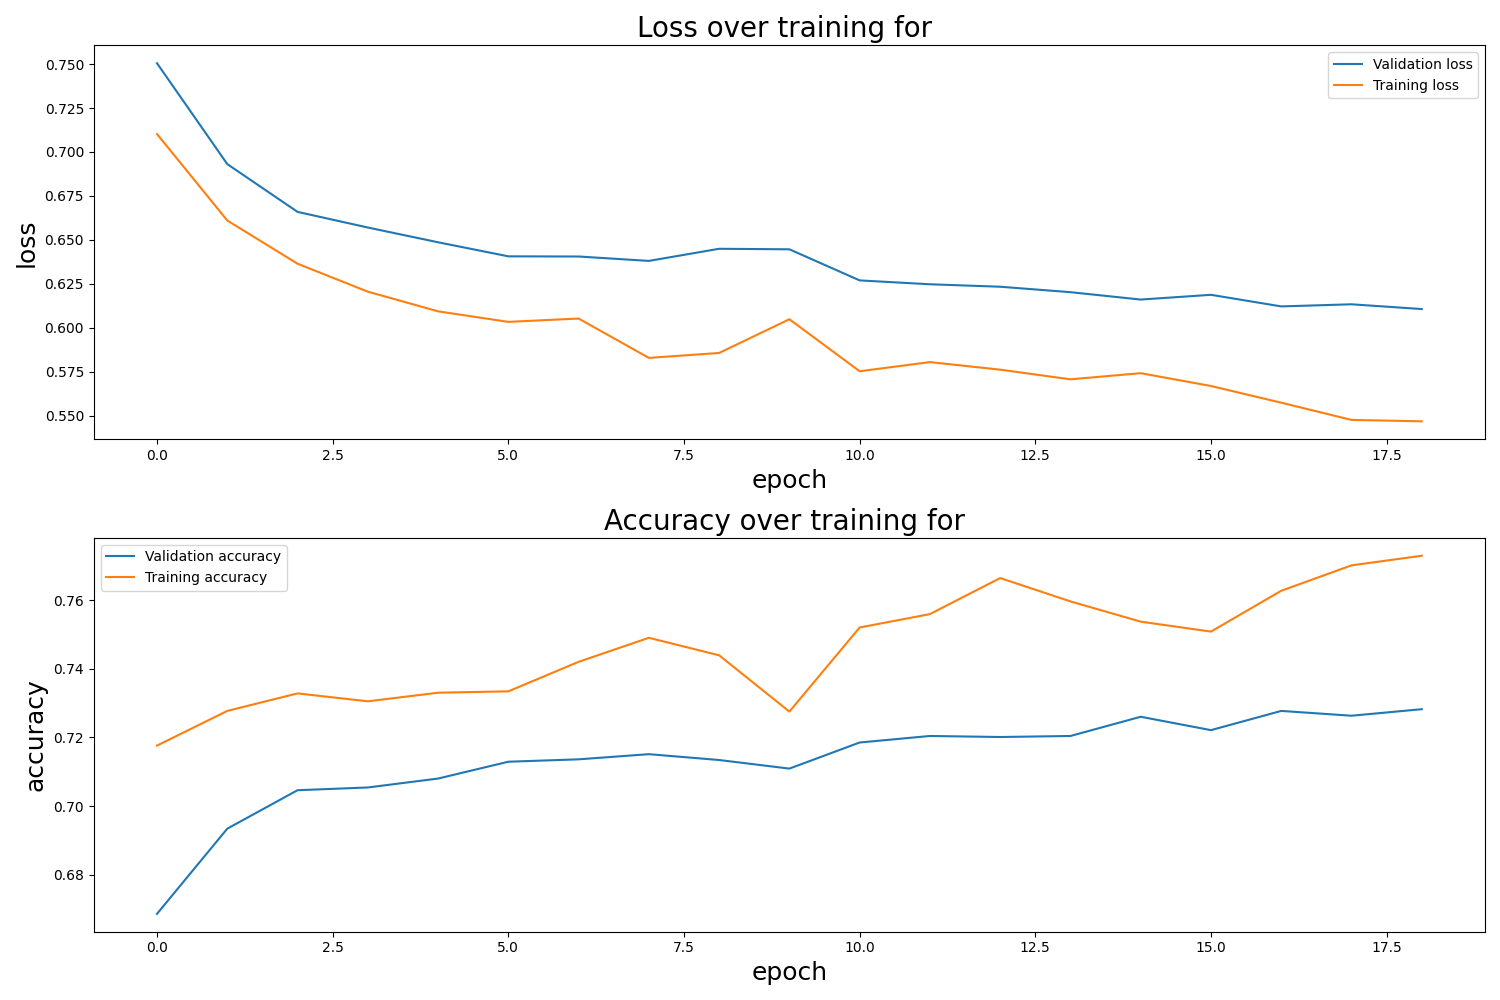 Loss over training for
0.750
0.725
0.700
0.675
0.650
0.625
0.600
0.575
0.550
loss
Validation loss
Training loss
0.0 2.5 5.0 7.5 10.0 12.5 15.0 17.5
epoch
Accuracy over training for
Validation accuracy
Training accuracy
0.76
0.74
0.72
0.70
0.68
accuracy
0.0 2.5 5.0 7.5 10.0 12.5 15.0 17.5
epoch